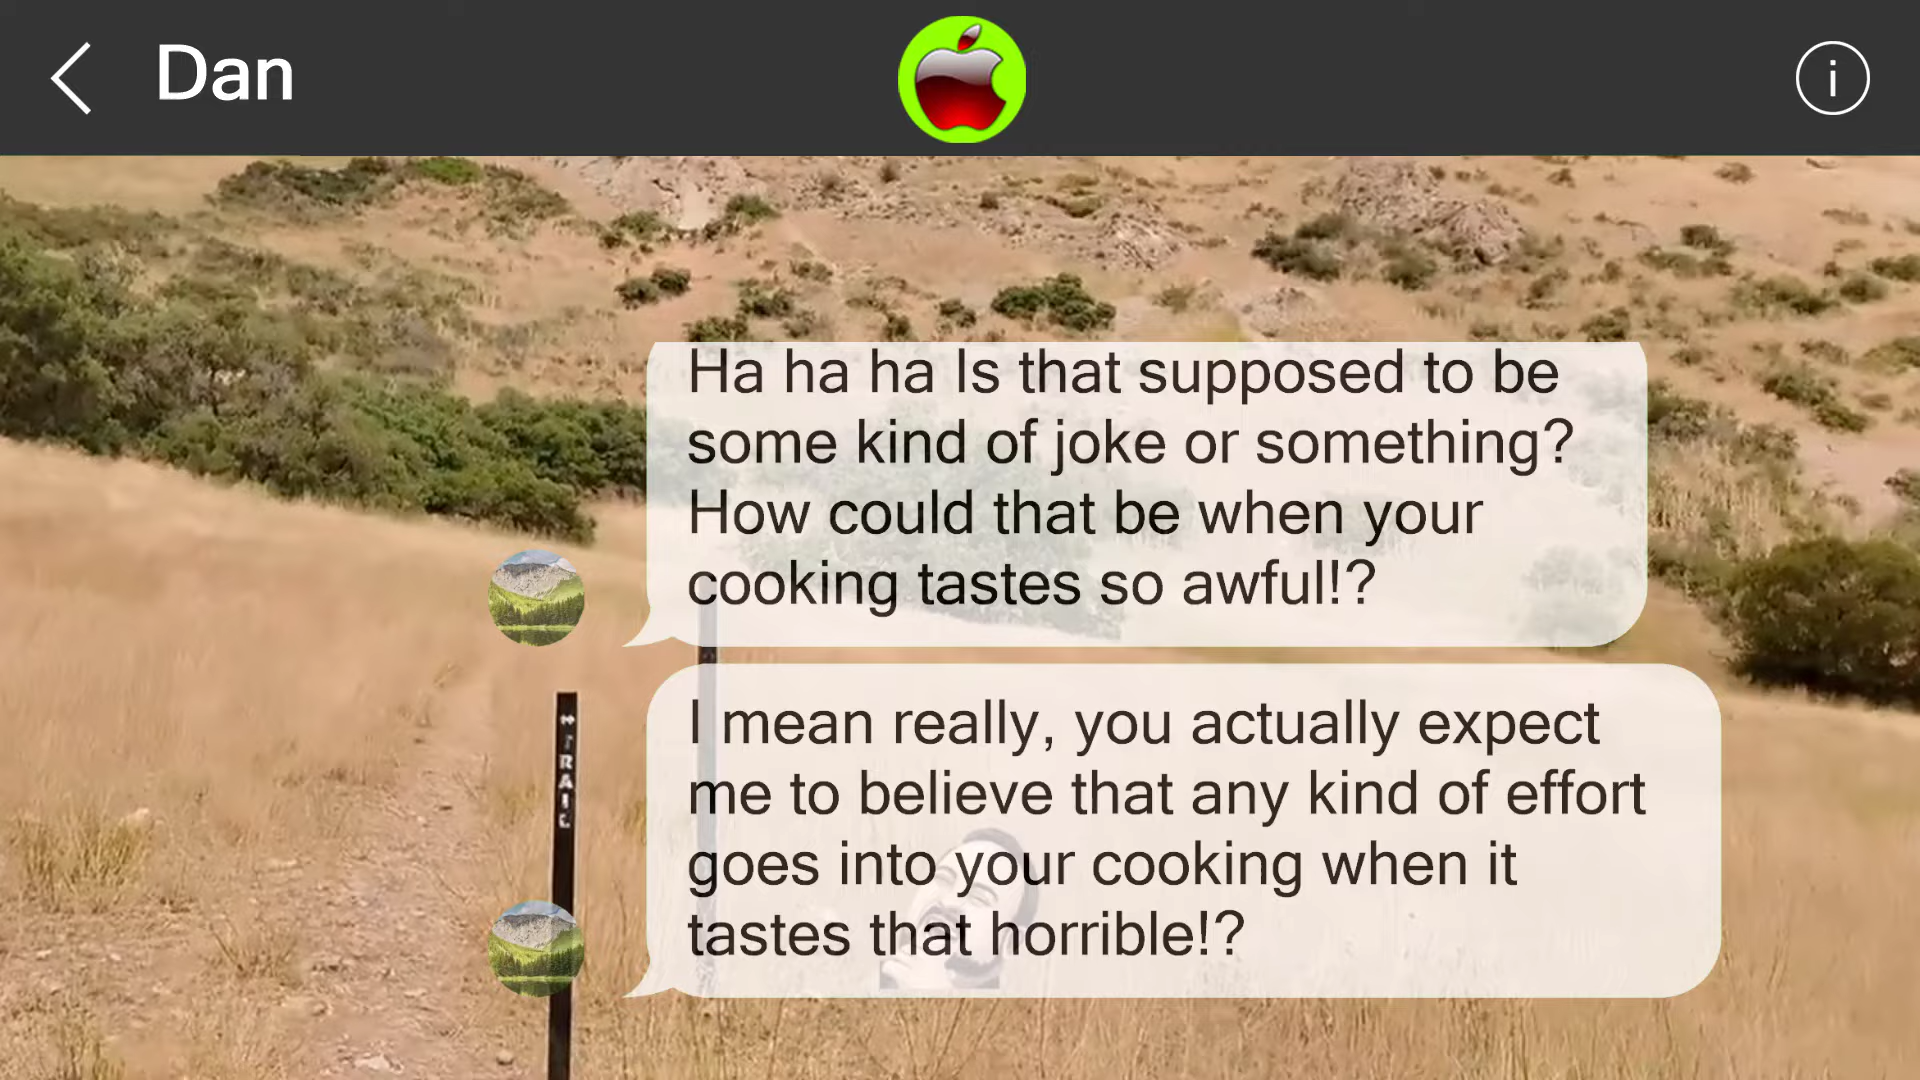 Dan
i
Ha ha ha Is that supposed to be
some kind of joke or something?
How could that be when your
cooking tastes so awful!?
I mean really, you actually expect
me to believe that any kind of effort
goes into your cooking when it
tastes that horrible!?
TRAIL